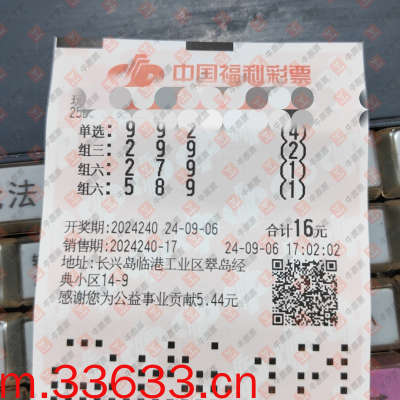 中国福利彩票
单选: 9 9 2 (4)
组三: 2 9 9 (2)
组六: 2 7 9 (1)
组六: 5 8 9 (1)
开奖期:2024240 24-09-06 合计16元
销售期:2024240-17 24-09-06 17:02:02
地址:长兴岛临港工业区翠岛经
典小区14-9
感谢您为公益事业贡献5.44元
法
m.33633.cn